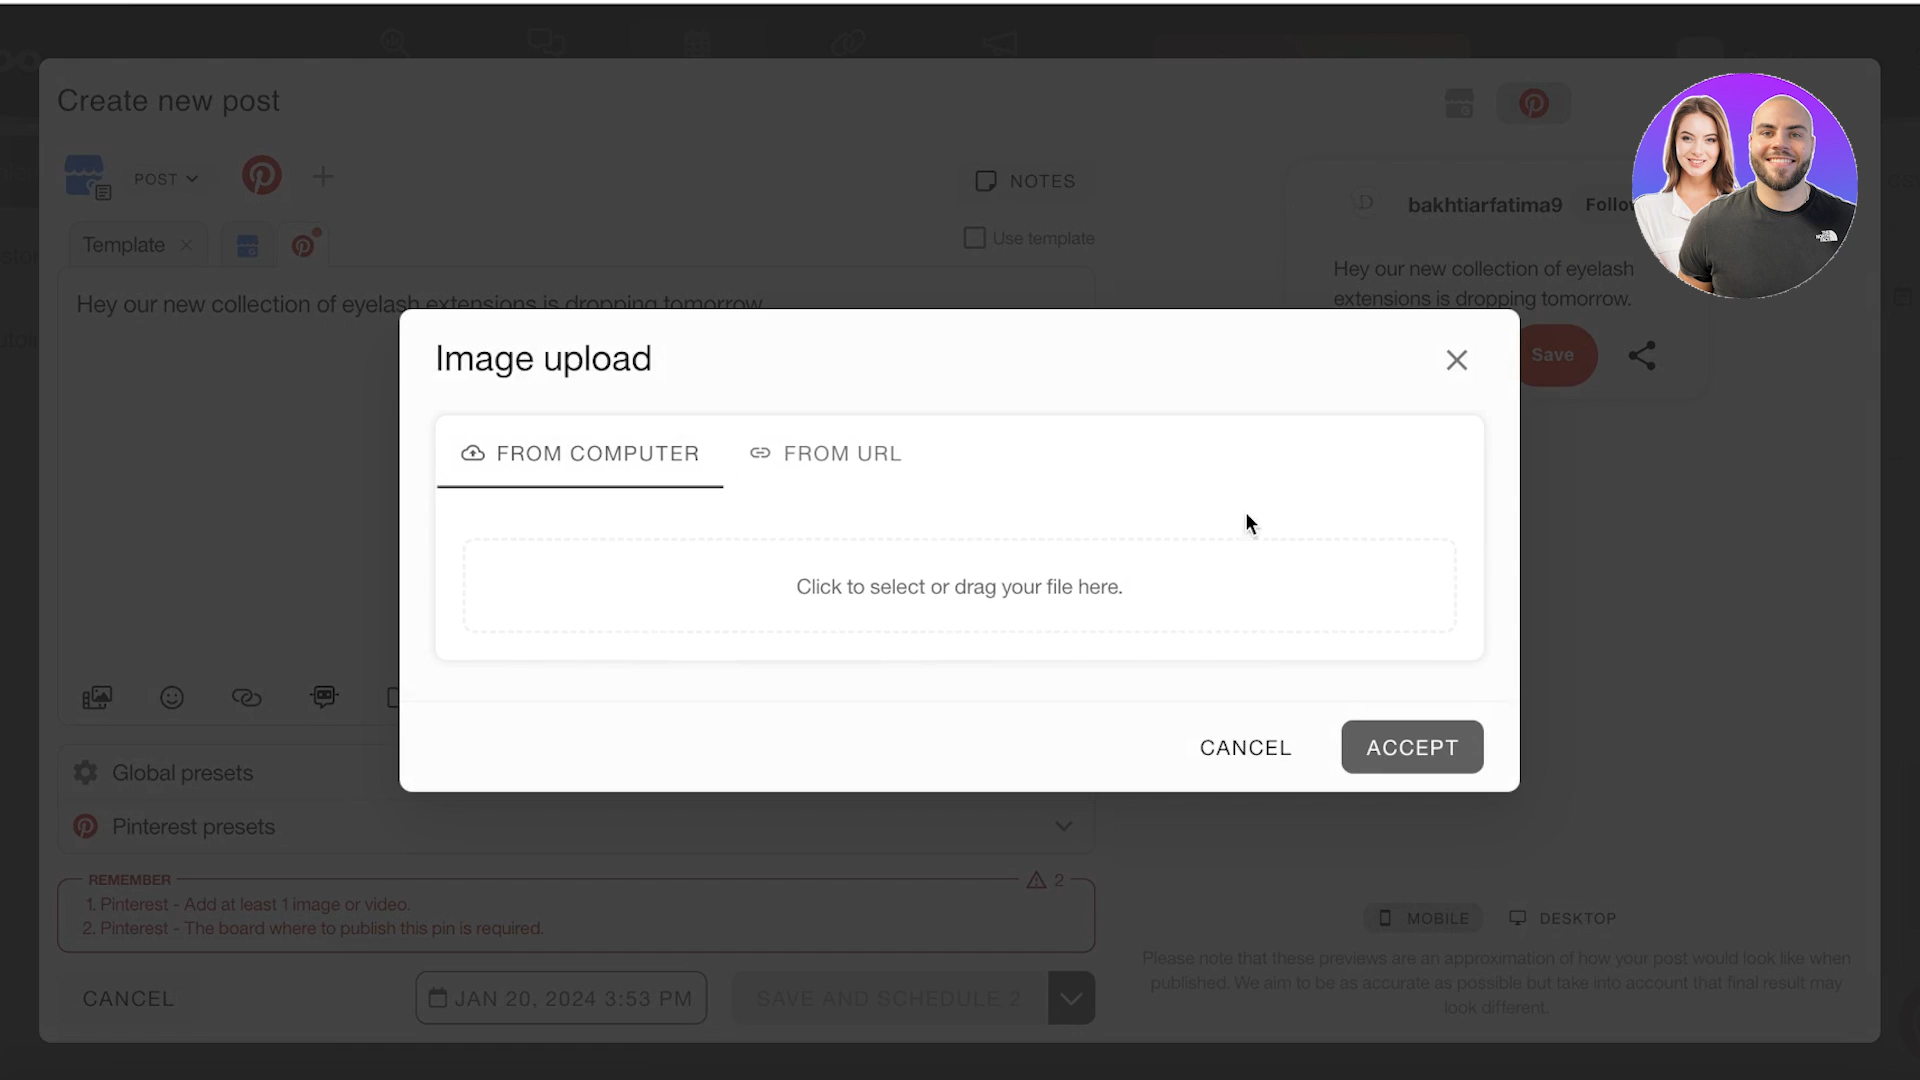 Create new post
POST
NOTES
Template
Use template
Hey our new collection of eyelash extensions is dropping tomorrow.
bakhtiarfatima9
Follow
Hey our new collection of eyelash
extensions is dropping tomorrow.
Save
THE NORTH FACE
Image upload
FROM COMPUTER
FROM URL
Click to select or drag your file here.
CANCEL
ACCEPT
Global presets
Pinterest presets
REMEMBER
2
1. Pinterest - Add at least 1 image or video.
2. Pinterest - The board where to publish this pin is required.
CANCEL
JAN 20, 2024 3:53 PM
SAVE AND SCHEDULE 2
MOBILE
DESKTOP
Please note that these previews are an approximation of how your post would look like when
published. We aim to be as accurate as possible but take into account that final result may
look different.